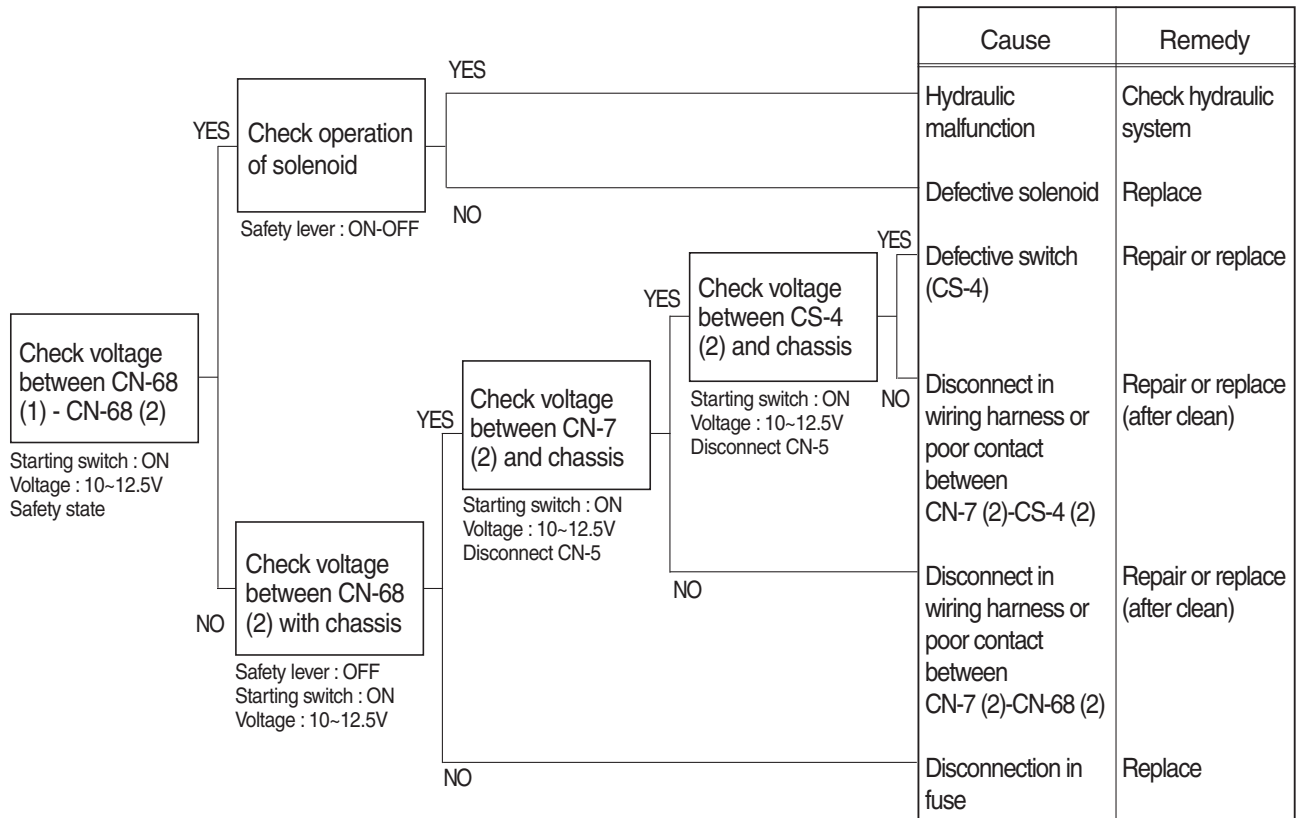 Cause
Remedy
YES
Hydraulic
malfunction
Check hydraulic
system
YES
Check operation
of solenoid
Defective solenoid
Replace
NO
Safety lever : ON-OFF
YES
Defective switch
(CS-4)
Repair or replace
YES
Check voltage
between CS-4
(2) and chassis
Check voltage
between CN-68
(1) - CN-68 (2)
Starting switch : ON
Voltage : 10~12.5V
Safety state
YES
Check voltage
between CN-7
(2) and chassis
Starting switch : ON
Voltage : 10~12.5V
Disconnect CN-5
NO
Disconnect in
wiring harness or
poor contact
between
CN-7 (2)-CS-4 (2)
Repair or replace
(after clean)
Starting switch : ON
Voltage : 10~12.5V
Disconnect CN-5
NO
Check voltage
between CN-68
(2) with chassis
NO
Disconnect in
wiring harness or
poor contact
between
CN-7 (2)-CN-68 (2)
Repair or replace
(after clean)
Safety lever : OFF
Starting switch : ON
Voltage : 10~12.5V
NO
Disconnection in
fuse
Replace